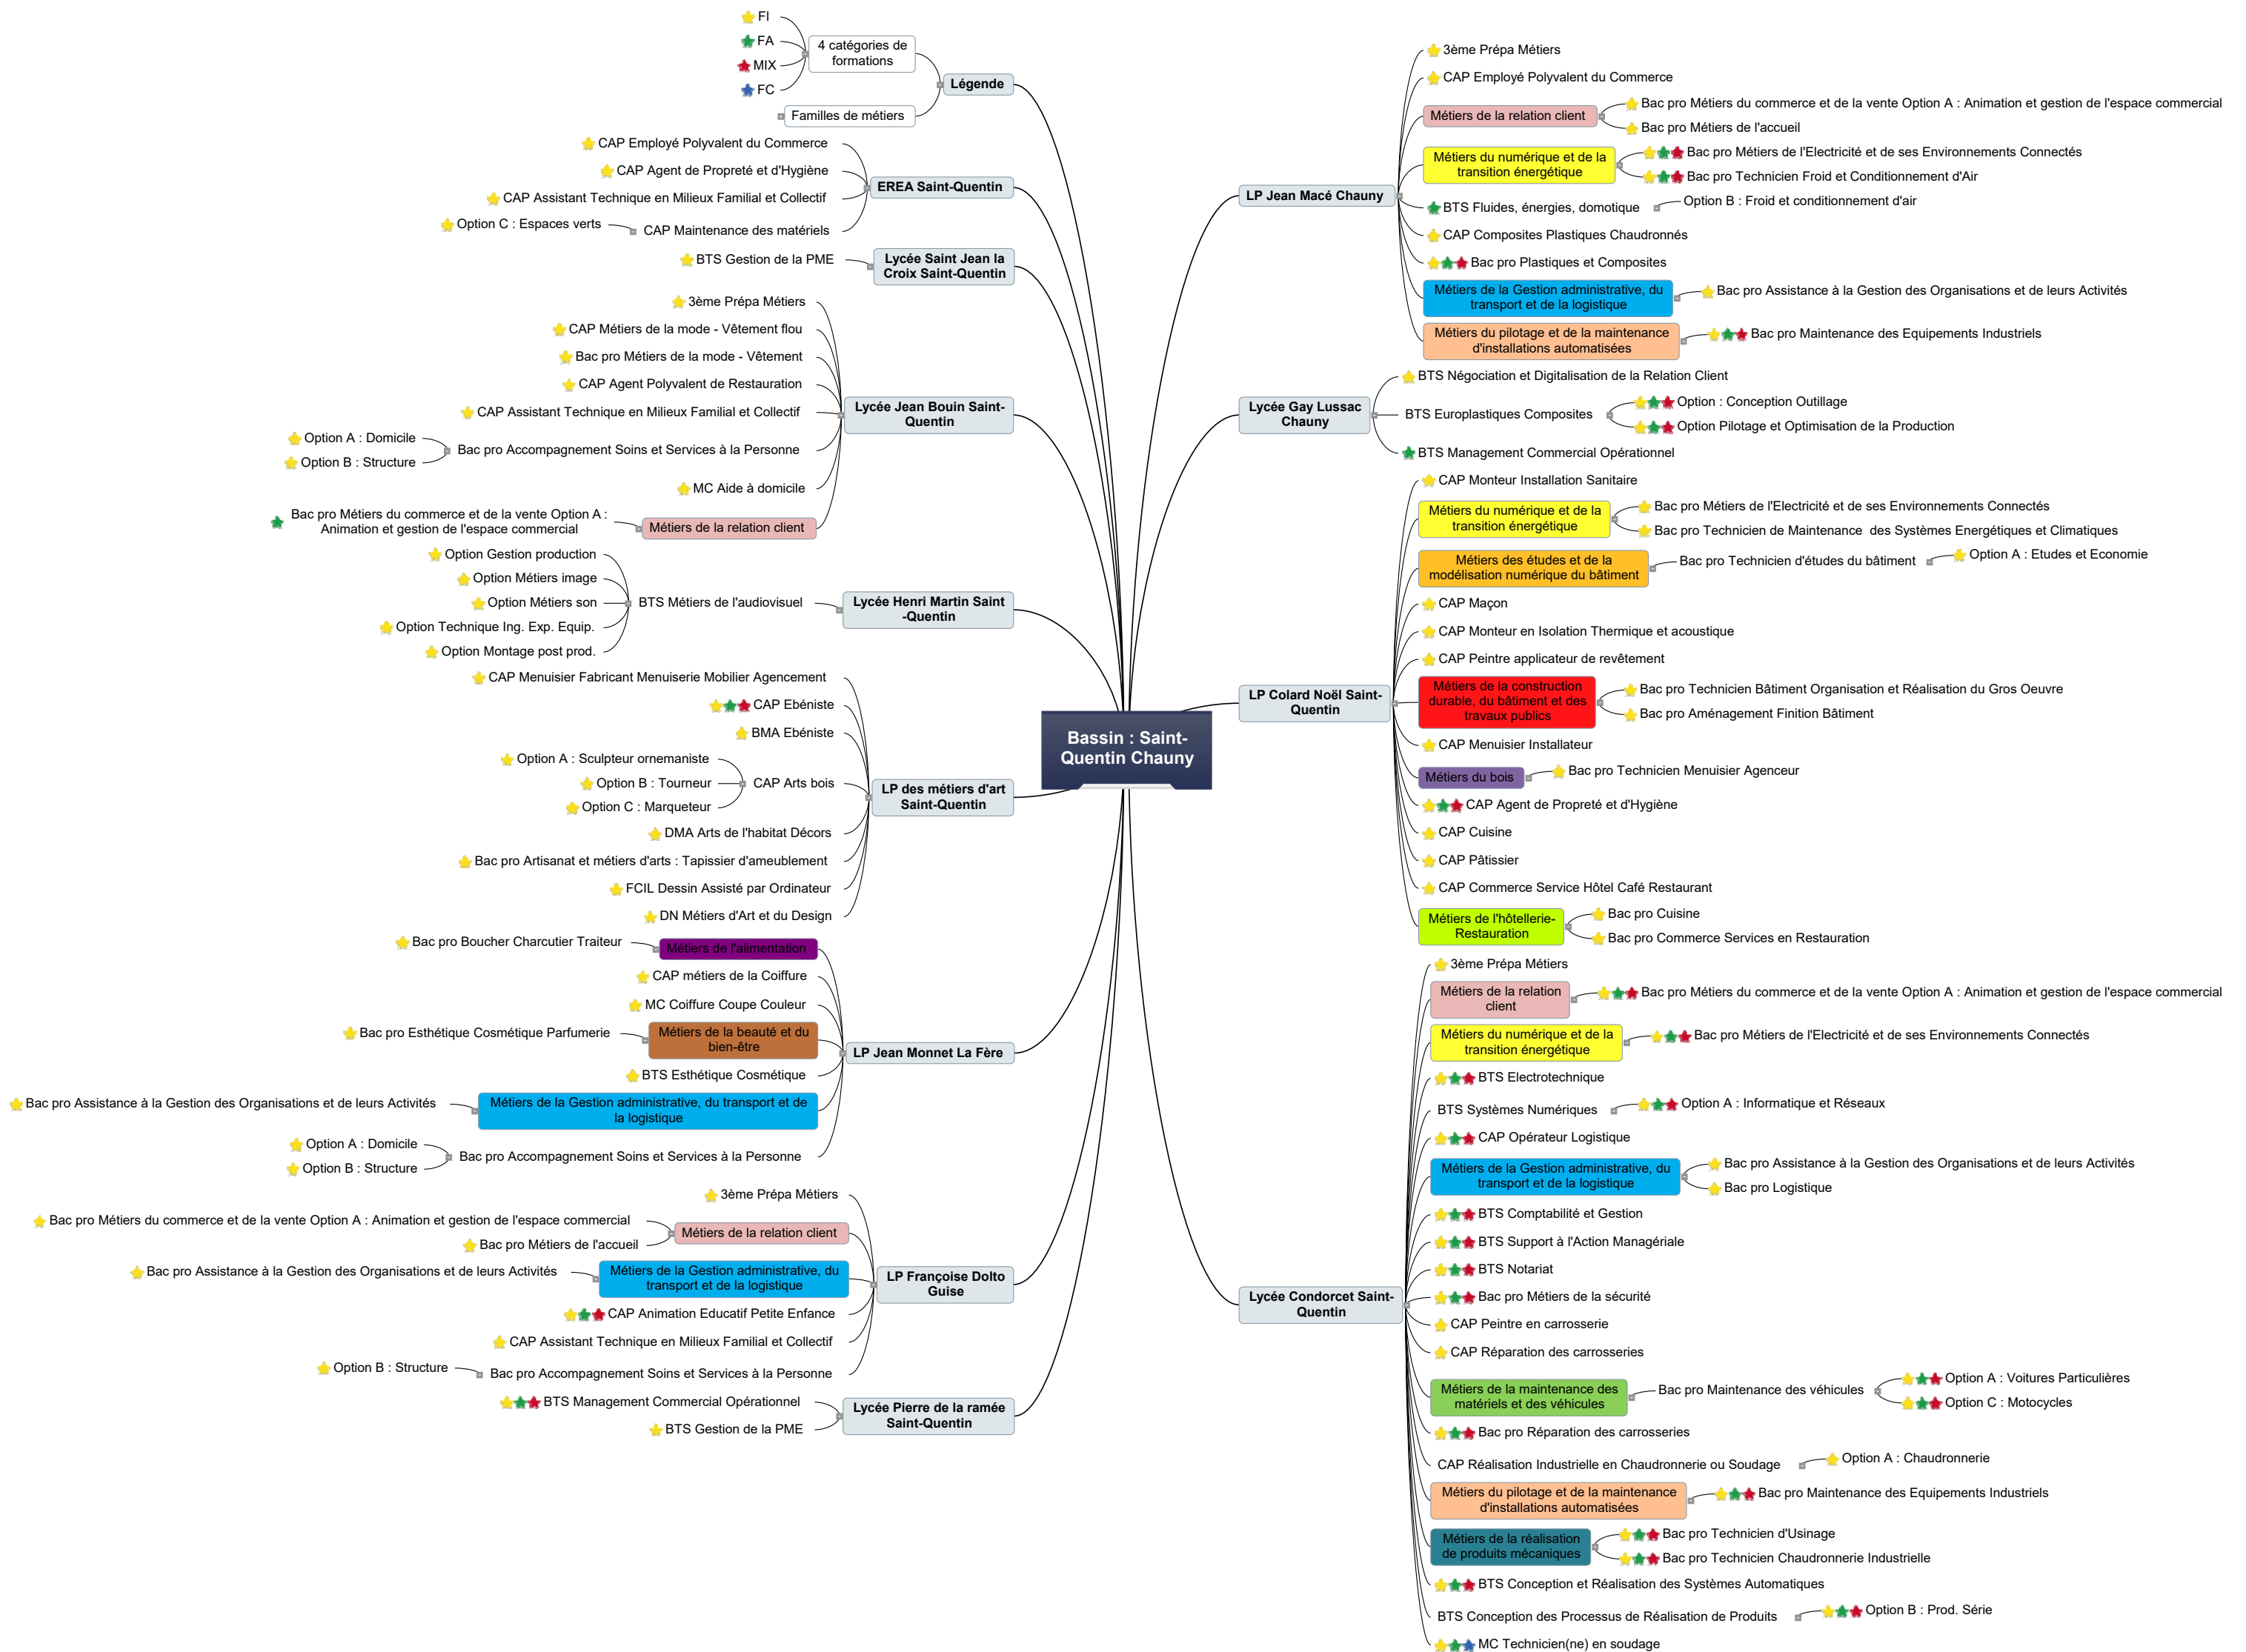 FI
FA
MIX
FC
4 catégories de
formations
Familles de métiers
Légende
CAP Employé Polyvalent du Commerce
CAP Agent de Propreté et d'Hygiène
CAP Assistant Technique en Milieux Familial et Collectif
Option C : Espaces verts
CAP Maintenance des matériels
EREA Saint-Quentin
BTS Gestion de la PME
Lycée Saint Jean la
Croix Saint-Quentin
3ème Prépa Métiers
CAP Métiers de la mode - Vêtement flou
Bac pro Métiers de la mode - Vêtement
CAP Agent Polyvalent de Restauration
CAP Assistant Technique en Milieux Familial et Collectif
Option A : Domicile
Option B : Structure
Bac pro Accompagnement Soins et Services à la Personne
MC Aide à domicile
Bac pro Métiers du commerce et de la vente Option A :
Animation et gestion de l'espace commercial
Métiers de la relation client
Lycée Jean Bouin Saint-
Quentin
Option Gestion production
Option Métiers image
Option Métiers son
Option Technique Ing. Exp. Equip.
Option Montage post prod.
BTS Métiers de l'audiovisuel
Lycée Henri Martin Saint
-Quentin
CAP Menuisier Fabricant Menuiserie Mobilier Agencement
CAP Ebéniste
BMA Ebéniste
Option A : Sculpteur ornemaniste
Option B : Tourneur
Option C : Marqueteur
CAP Arts bois
DMA Arts de l'habitat Décors
Bac pro Artisanat et métiers d'arts : Tapissier d'ameublement
FCIL Dessin Assisté par Ordinateur
DN Métiers d'Art et du Design
LP des métiers d'art
Saint-Quentin
Bac pro Boucher Charcutier Traiteur
Métiers de l'alimentation
CAP métiers de la Coiffure
MC Coiffure Coupe Couleur
Bac pro Esthétique Cosmétique Parfumerie
Métiers de la beauté et du
bien-être
BTS Esthétique Cosmétique
Bac pro Assistance à la Gestion des Organisations et de leurs Activités
Métiers de la Gestion administrative, du transport et de
la logistique
Option A : Domicile
Option B : Structure
Bac pro Accompagnement Soins et Services à la Personne
LP Jean Monnet La Fère
3ème Prépa Métiers
Bac pro Métiers du commerce et de la vente Option A : Animation et gestion de l'espace commercial
Bac pro Métiers de l'accueil
Métiers de la relation client
Bac pro Assistance à la Gestion des Organisations et de leurs Activités
Métiers de la Gestion administrative, du
transport et de la logistique
CAP Animation Educatif Petite Enfance
CAP Assistant Technique en Milieux Familial et Collectif
Option B : Structure
Bac pro Accompagnement Soins et Services à la Personne
LP Françoise Dolto
Guise
BTS Management Commercial Opérationnel
BTS Gestion de la PME
Lycée Pierre de la ramée
Saint-Quentin
Bassin : Saint-
Quentin Chauny
LP Jean Macé Chauny
3ème Prépa Métiers
CAP Employé Polyvalent du Commerce
Métiers de la relation client
Bac pro Métiers du commerce et de la vente Option A : Animation et gestion de l'espace commercial
Bac pro Métiers de l'accueil
Métiers du numérique et de la
transition énergétique
Bac pro Métiers de l'Electricité et de ses Environnements Connectés
Bac pro Technicien Froid et Conditionnement d'Air
BTS Fluides, énergies, domotique
Option B : Froid et conditionnement d'air
CAP Composites Plastiques Chaudronnés
Bac pro Plastiques et Composites
Métiers de la Gestion administrative, du
transport et de la logistique
Bac pro Assistance à la Gestion des Organisations et de leurs Activités
Métiers du pilotage et de la maintenance
d'installations automatisées
Bac pro Maintenance des Equipements Industriels
Lycée Gay Lussac
Chauny
BTS Négociation et Digitalisation de la Relation Client
BTS Europlastiques Composites
Option : Conception Outillage
Option Pilotage et Optimisation de la Production
BTS Management Commercial Opérationnel
LP Colard Noël Saint-
Quentin
CAP Monteur Installation Sanitaire
Métiers du numérique et de la
transition énergétique
Bac pro Métiers de l'Electricité et de ses Environnements Connectés
Bac pro Technicien de Maintenance  des Systèmes Energétiques et Climatiques
Métiers des études et de la
modélisation numérique du bâtiment
Bac pro Technicien d'études du bâtiment
Option A : Etudes et Economie
CAP Maçon
CAP Monteur en Isolation Thermique et acoustique
CAP Peintre applicateur de revêtement
Métiers de la construction
durable, du bâtiment et des
travaux publics
Bac pro Technicien Bâtiment Organisation et Réalisation du Gros Oeuvre
Bac pro Aménagement Finition Bâtiment
CAP Menuisier Installateur
Métiers du bois
Bac pro Technicien Menuisier Agenceur
CAP Agent de Propreté et d'Hygiène
CAP Cuisine
CAP Pâtissier
CAP Commerce Service Hôtel Café Restaurant
Métiers de l'hôtellerie-
Restauration
Bac pro Cuisine
Bac pro Commerce Services en Restauration
Lycée Condorcet Saint-
Quentin
3ème Prépa Métiers
Métiers de la relation
client
Bac pro Métiers du commerce et de la vente Option A : Animation et gestion de l'espace commercial
Métiers du numérique et de la
transition énergétique
Bac pro Métiers de l'Electricité et de ses Environnements Connectés
BTS Electrotechnique
BTS Systèmes Numériques
Option A : Informatique et Réseaux
CAP Opérateur Logistique
Métiers de la Gestion administrative, du
transport et de la logistique
Bac pro Assistance à la Gestion des Organisations et de leurs Activités
Bac pro Logistique
BTS Comptabilité et Gestion
BTS Support à l'Action Managériale
BTS Notariat
Bac pro Métiers de la sécurité
CAP Peintre en carrosserie
CAP Réparation des carrosseries
Métiers de la maintenance des
matériels et des véhicules
Bac pro Maintenance des véhicules
Option A : Voitures Particulières
Option C : Motocycles
Bac pro Réparation des carrosseries
CAP Réalisation Industrielle en Chaudronnerie ou Soudage
Option A : Chaudronnerie
Métiers du pilotage et de la maintenance
d'installations automatisées
Bac pro Maintenance des Equipements Industriels
Métiers de la réalisation
de produits mécaniques
Bac pro Technicien d'Usinage
Bac pro Technicien Chaudronnerie Industrielle
BTS Conception et Réalisation des Systèmes Automatiques
BTS Conception des Processus de Réalisation de Produits
Option B : Prod. Série
MC Technicien(ne) en soudage